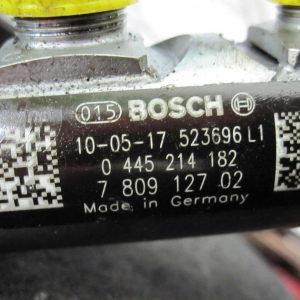 015 BOSCH
10-05-17 523696 L1
0 445 214 182
7 809 127 02
Made in Germany